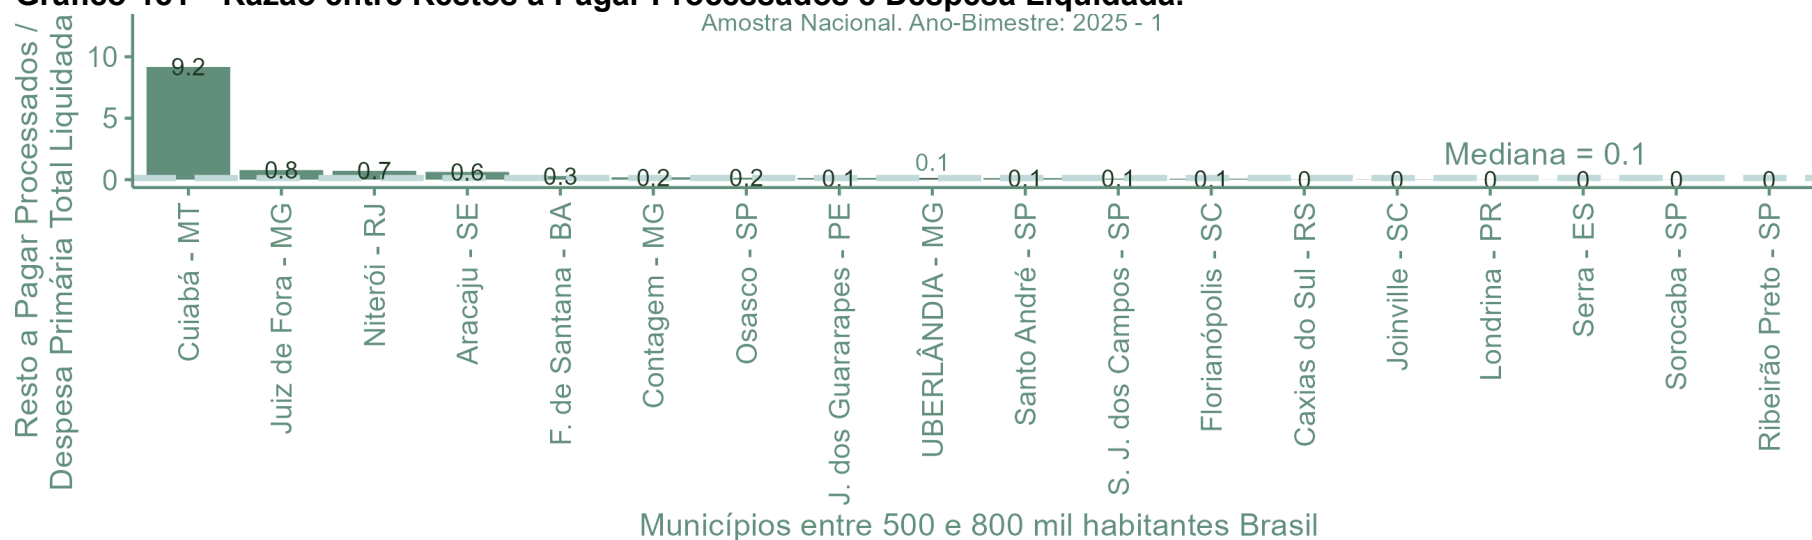 Amostra Nacional. Ano-Bimestre: 2025 - 1
Resto a Pagar Processados /
Despesa Primária Total Liquidada
10
5
0
9.2
0.8
0.7
0.6
0.3
0.2
0.2
0.1
0.1
0.1
0.1
0.1
0
0
0
0
0
0
Mediana = 0.1
Cuiabá - MT
Juiz de Fora - MG
Niterói - RJ
Aracaju - SE
F. de Santana - BA
Contagem - MG
Osasco - SP
J. dos Guararapes - PE
UBERLÂNDIA - MG
Santo André - SP
S. J. dos Campos - SP
Florianópolis - SC
Caxias do Sul - RS
Joinville - SC
Londrina - PR
Serra - ES
Sorocaba - SP
Ribeirão Preto - SP
Municípios entre 500 e 800 mil habitantes Brasil